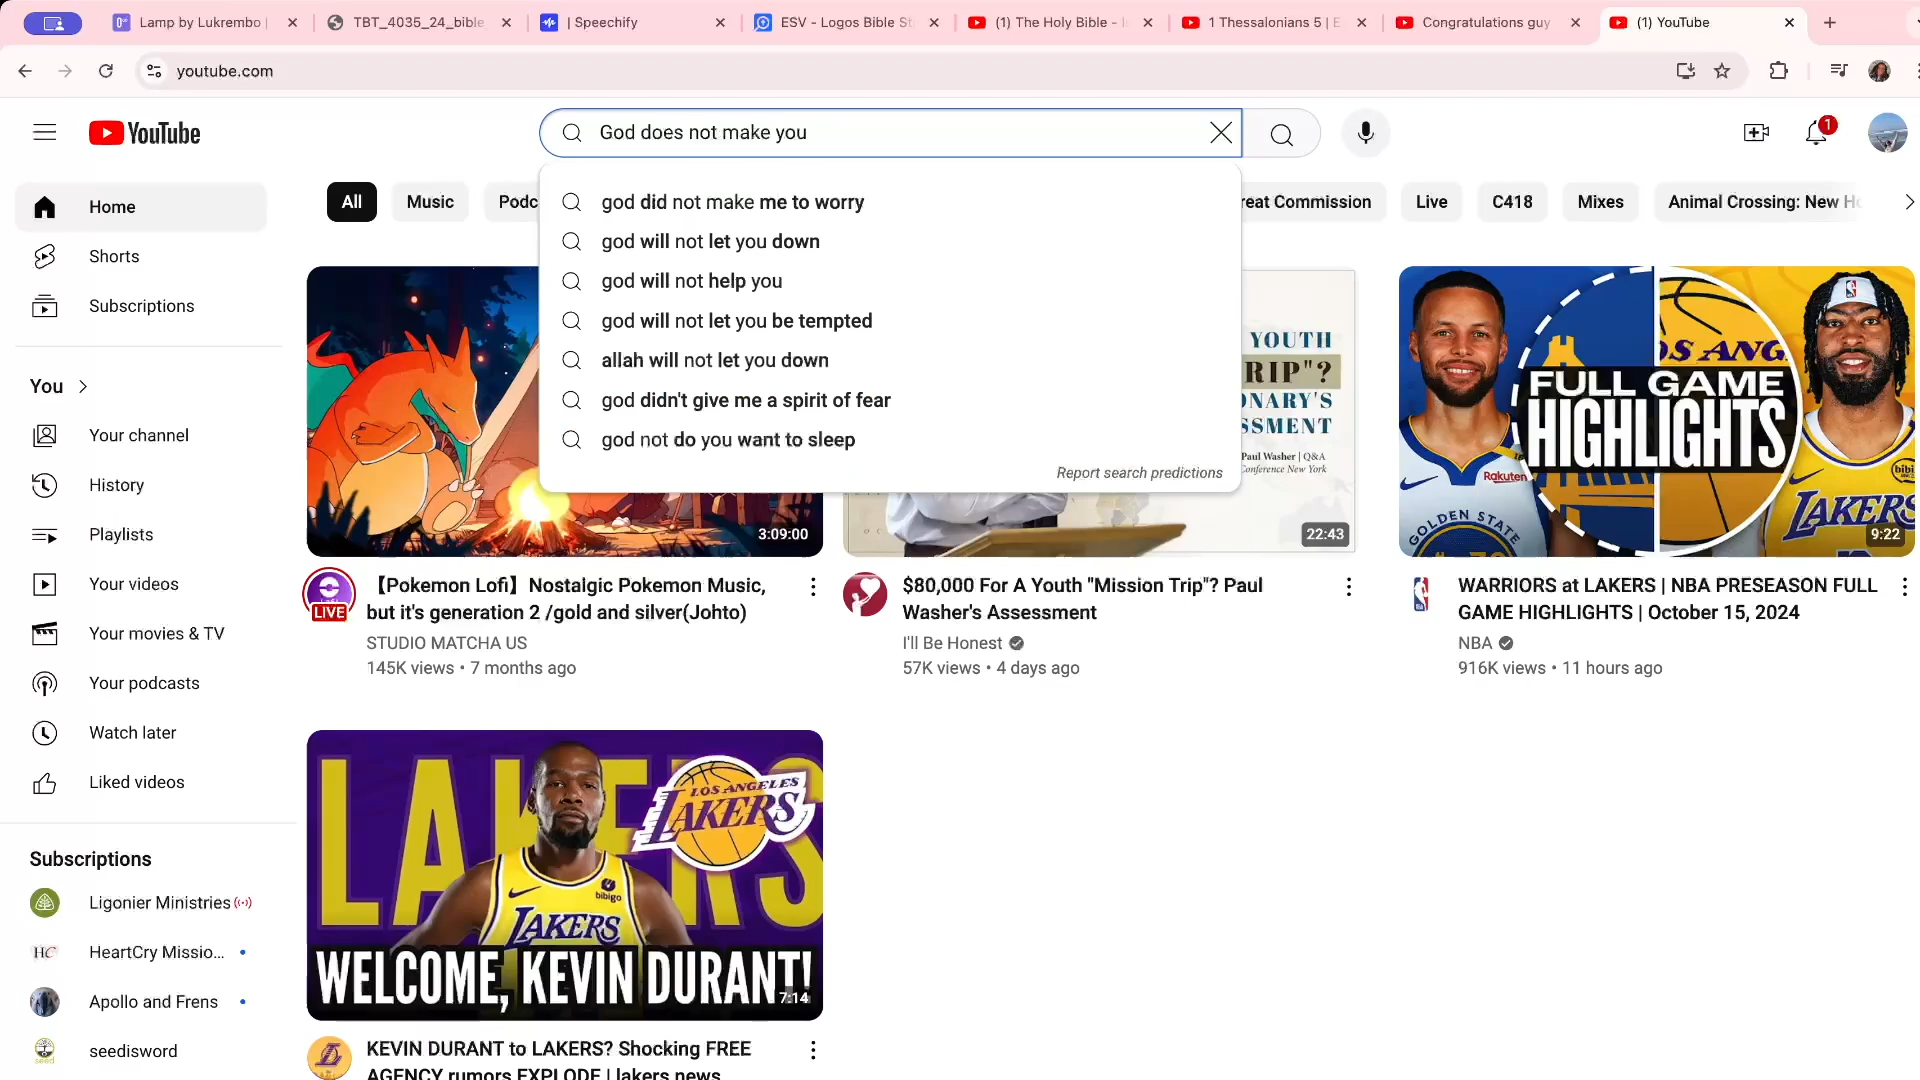 Lamp by Lukrembo |
TBT_4035_24_bible_
| Speechify
ESV - Logos Bible St
(1) The Holy Bible - I
1 Thessalonians 5 | E
Congratulations guy
(1) YouTube
youtube.com
YouTube
God does not make you
1
Home
Shorts
Subscriptions
You
Your channel
History
Playlists
Your videos
Your movies & TV
Your podcasts
Watch later
Liked videos
Subscriptions
Ligonier Ministries
HC
HeartCry Missio...
Apollo and Frens
seed
seedisword
All
Music
Podc
reat Commission
Live
C418
Mixes
Animal Crossing: New Ho
god did not make me to worry
god will not let you down
god will not help you
god will not let you be tempted
allah will not let you down
god didn't give me a spirit of fear
god not do you want to sleep
Report search predictions
3:09:00
LIVE
【Pokemon Lofi】Nostalgic Pokemon Music,
but it's generation 2 /gold and silver(Johto)
STUDIO MATCHA US
145K views • 7 months ago
YOUTH
RIP"?
ONARY'S
SSMENT
Paul Washer | Q&A
Conference New York
22:43
$80,000 For A Youth "Mission Trip"? Paul
Washer's Assessment
I'll Be Honest
57K views • 4 days ago
OS ANG
FULL GAME
HIGHLIGHTS
Rakuten
GOLDEN STATE
bibi
LAKERS
9:22
WARRIORS at LAKERS | NBA PRESEASON FULL
GAME HIGHLIGHTS | October 15, 2024
NBA
916K views • 11 hours ago
LAKERS
LOS ANGELES
LAKERS
bibigo
LAKERS
WELCOME, KEVIN DURANT!
7:14
KEVIN DURANT to LAKERS? Shocking FREE
AGENCY rumors EXPLODE | lakers news